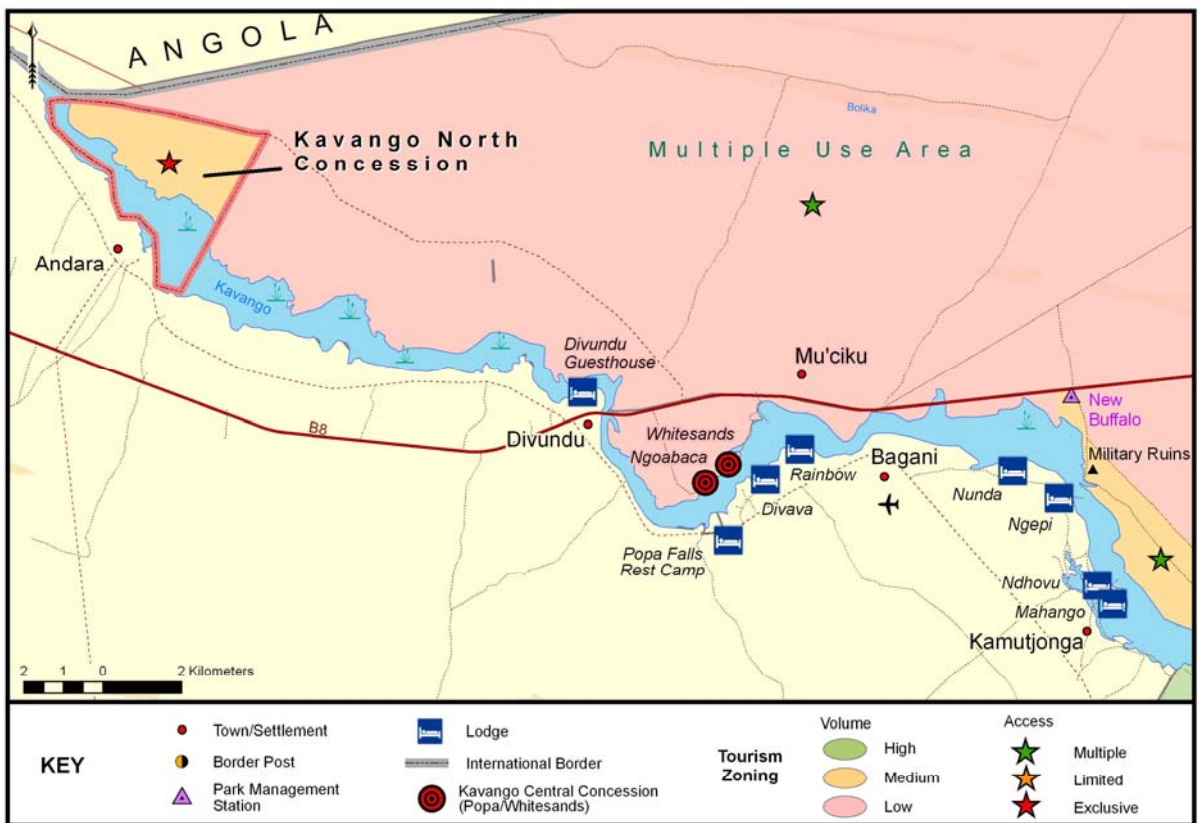 ANGOLA
Kavango North
Concession
Bolika
Multiple Use Area
Andara
Kavango
Divundu
Guesthouse
Mu'ciku
New
Buffalo
B8
Divundu
Whitesands
Ngoabaca
Military Ruins
Rainbow
Bagani
Divava
Nunda
Ngepi
Popa Falls
Rest Camp
Ndhovu
Mahango
Kamutjonga
2 1 0 2 Kilometers
KEY
Town/Settlement
Border Post
Park Management
Station
Lodge
International Border
Kavango Central Concession
(Popa/Whitesands)
Tourism
Zoning
Volume
High
Medium
Low
Access
Multiple
Limited
Exclusive